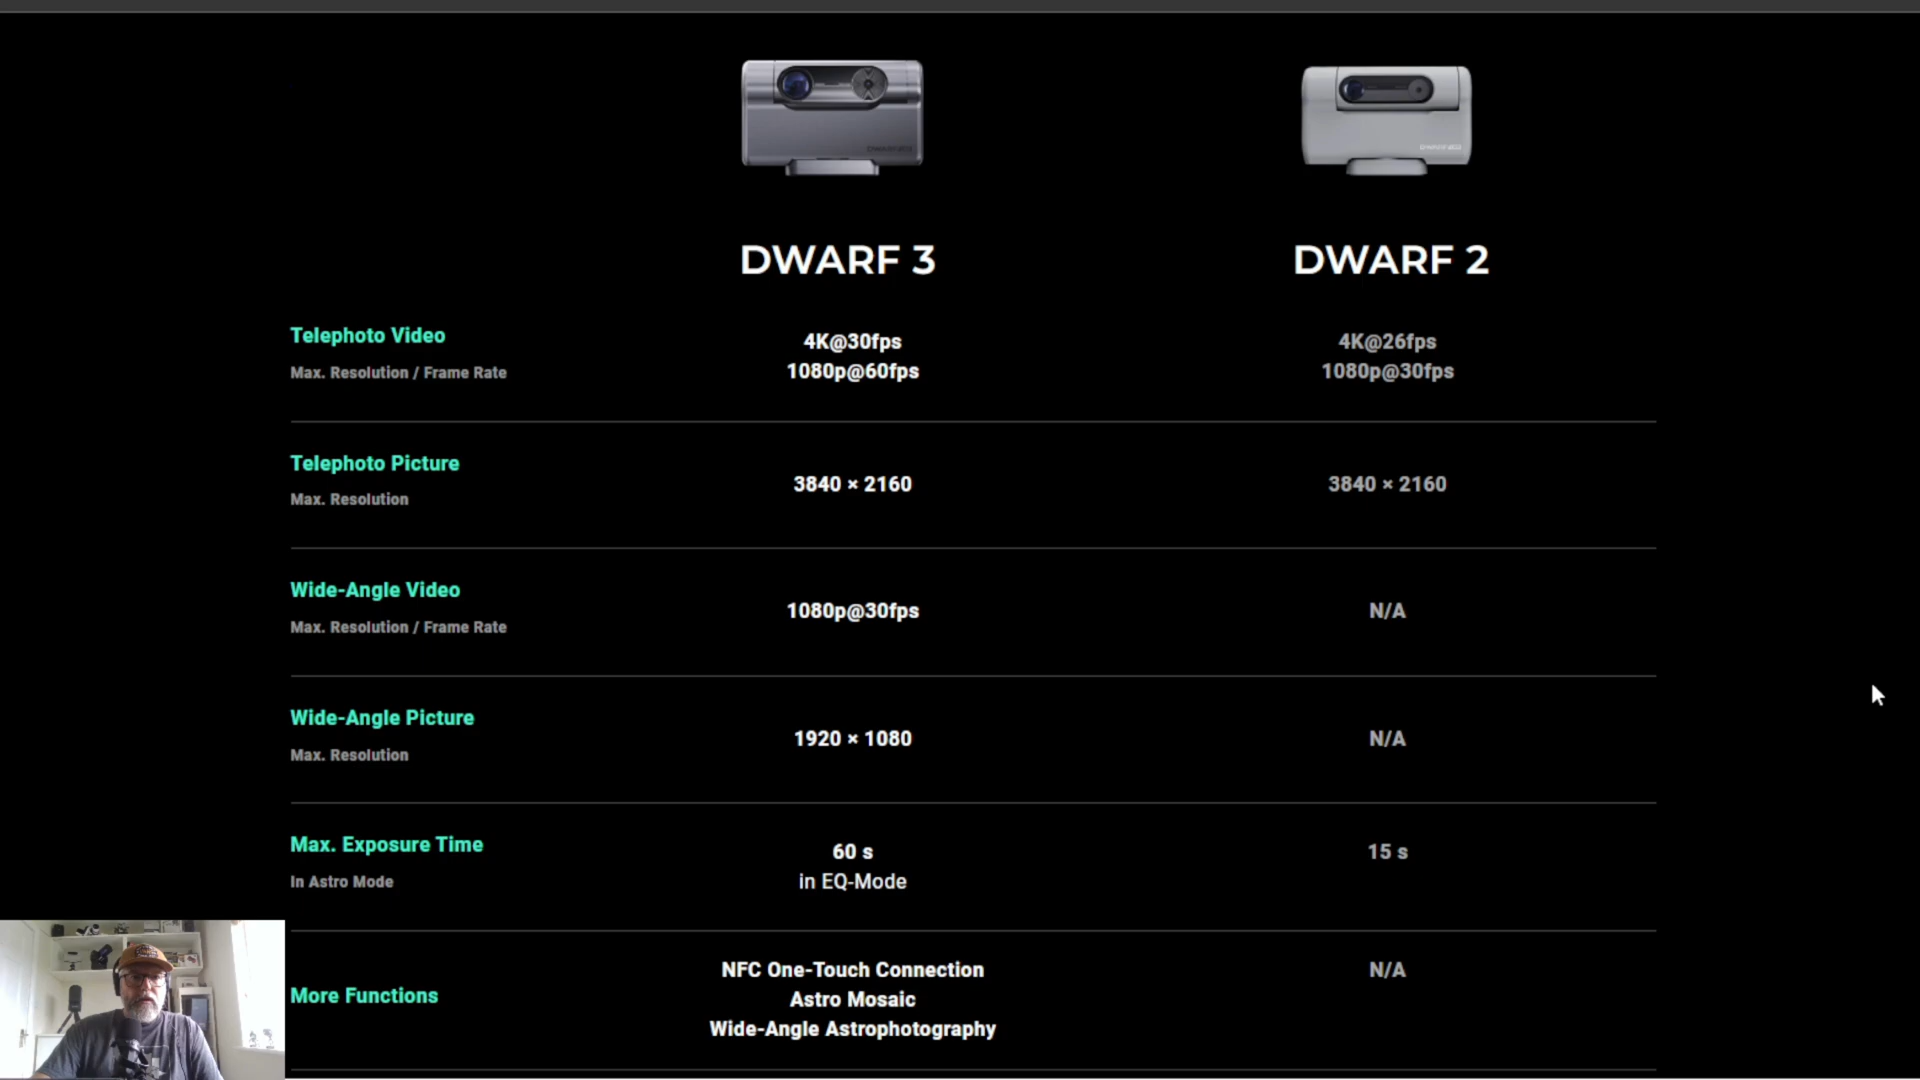 DWARF 3
DWARF 2
Telephoto Video
Max. Resolution / Frame Rate
4K@30fps
1080p@60fps
4K@26fps
1080p@30fps
Telephoto Picture
Max. Resolution
3840 × 2160
3840 × 2160
Wide-Angle Video
Max. Resolution / Frame Rate
1080p@30fps
N/A
Wide-Angle Picture
Max. Resolution
1920 × 1080
N/A
Max. Exposure Time
In Astro Mode
60 s
in EQ-Mode
15 s
More Functions
NFC One-Touch Connection
Astro Mosaic
Wide-Angle Astrophotography
N/A